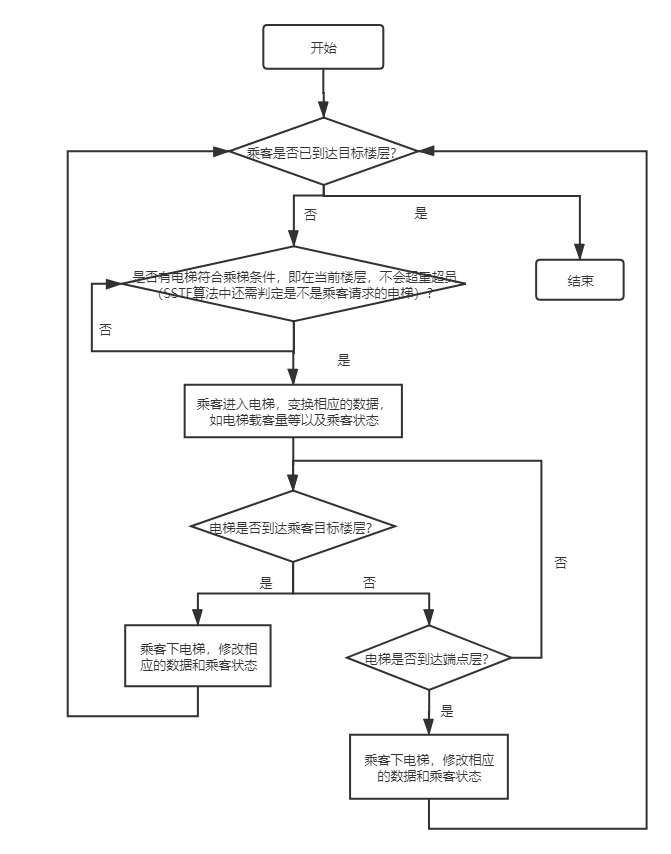 开始
乘客是否已到达目标楼层?
否
是
结束
是否有电梯符合乘梯条件，即在当前楼层，不会超重超员
（SSTF算法中还需判定是不是乘客请求的电梯）?
否
是
乘客进入电梯，变换相应的数据，
如电梯载客量等以及乘客状态
电梯是否到达乘客目标楼层?
否
是
否
乘客下电梯，修改相
应的数据和乘客状态
电梯是否到达端点层?
是
乘客下电梯，修改相应
的数据和乘客状态